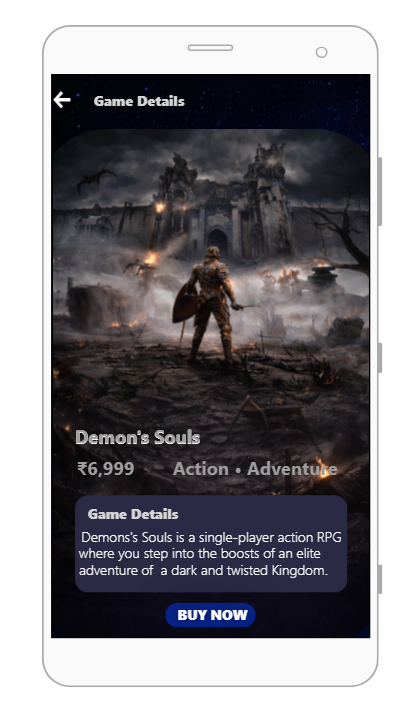 Game Details
Demon's Souls
₹6,999 Action • Adventure
Game Details
Demons's Souls is a single-player action RPG
where you step into the boosts of an elite
adventure of a dark and twisted Kingdom.
BUY NOW